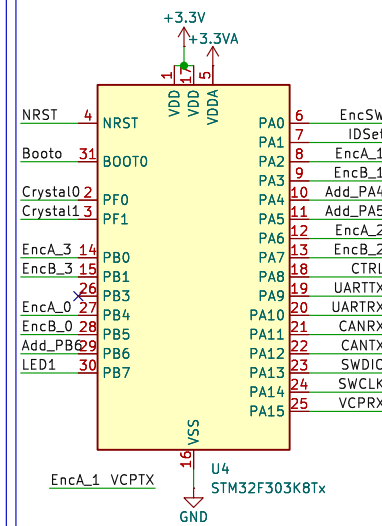 +3.3V
+3.3VA
1
17
5
VDD
VDD
VDDA
NRST 4 NRST
Booto 31 BOOT0
Crystal0 2 PF0
Crystal1 3 PF1
EncA_3 14 PB0
EncB_3 15 PB1
26 PB3
EncA_0 27 PB4
EncB_0 28 PB5
Add_PB6 29 PB6
LED1 30 PB7
PA0 6 EncSW
PA1 7 IDSet
PA2 8 EncA_1
PA3 9 EncB_1
PA4 10 Add_PA4
PA5 11 Add_PA5
PA6 12 EncA_2
PA7 13 EncB_2
PA8 18 CTRL
PA9 19 UARTTX
PA10 20 UARTRX
PA11 21 CANRX
PA12 22 CANTX
PA13 23 SWDIO
PA14 24 SWCLK
PA15 25 VCPRX
VSS
16
U4
STM32F303K8Tx
EncA_1 VCPTX
GND